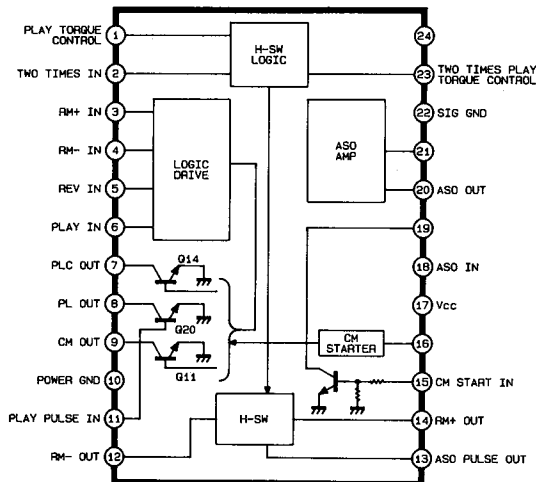 PLAY TORQUE
CONTROL
1
TWO TIMES IN
2
RM+ IN
3
RM- IN
4
REV IN
5
PLAY IN
6
PLC OUT
7
PL OUT
8
CM OUT
9
POWER GND
10
PLAY PULSE IN
11
RM- OUT
12
H-SW
LOGIC
LOGIC
DRIVE
Q14
Q20
Q11
H-SW
ASO
AMP
CM
STARTER
24
23
TWO TIMES PLAY
TORQUE CONTROL
22
SIG GND
21
20
ASO OUT
19
18
ASO IN
17
Vcc
16
15
CM START IN
14
RM+ OUT
13
ASO PULSE OUT